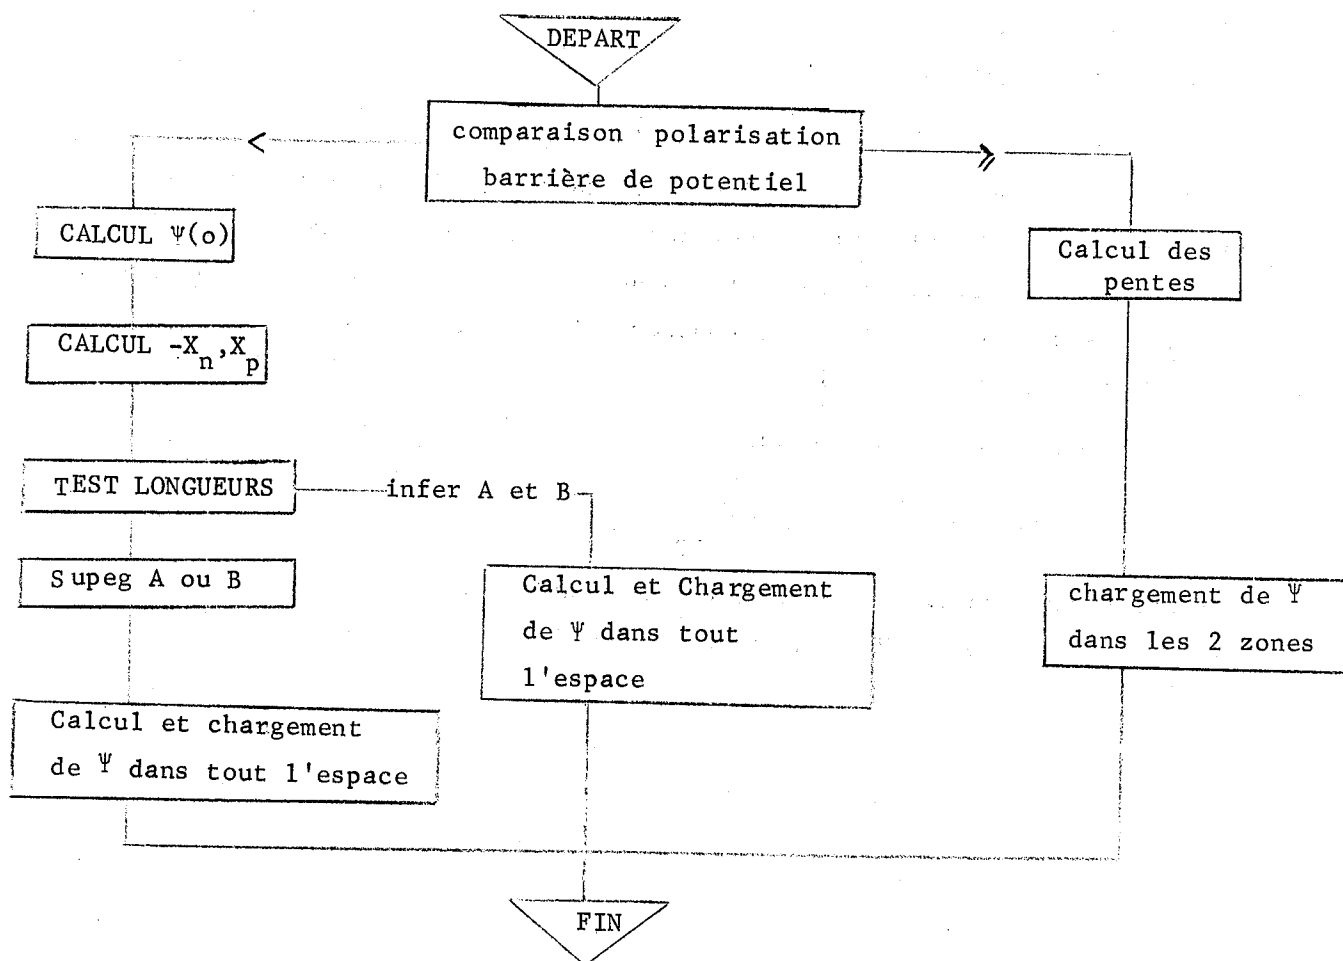 DEPART
comparaison polarisation
barrière de potentiel
<
⩾
CALCUL Ψ(o)
Calcul des
pentes
CALCUL -Xn,Xp
TEST LONGUEURS
infer A et B
Supeg A ou B
Calcul et Chargement
de Ψ dans tout
l'espace
chargement de Ψ
dans les 2 zones
Calcul et chargement
de Ψ dans tout l'espace
FIN